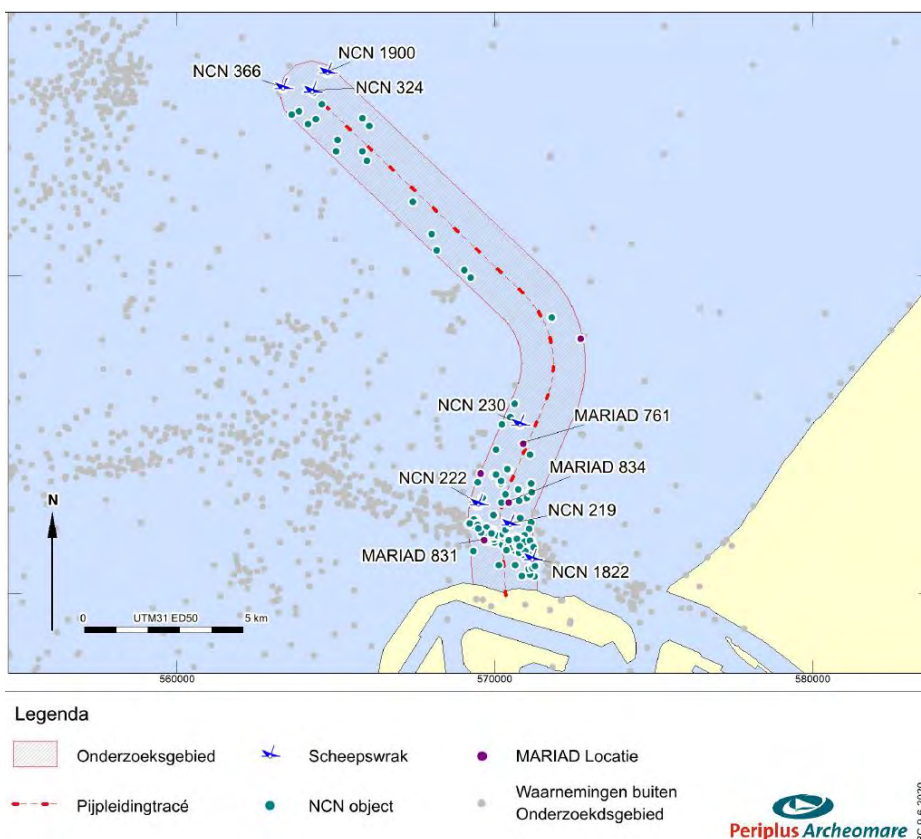 NCN 1900
NCN 366
NCN 324
NCN 230
MARIAD 761
MARIAD 834
NCN 222
NCN 219
MARIAD 831
NCN 1822
N
0 UTM31 ED50 5 km
560000 570000 580000
Legenda
Onderzoeksgebied
Scheepswrak
MARIAD Locatie
Pijpleidingtracé
NCN object
Waarnemingen buiten
Onderzoekdsgebied
Periplus Archeomare